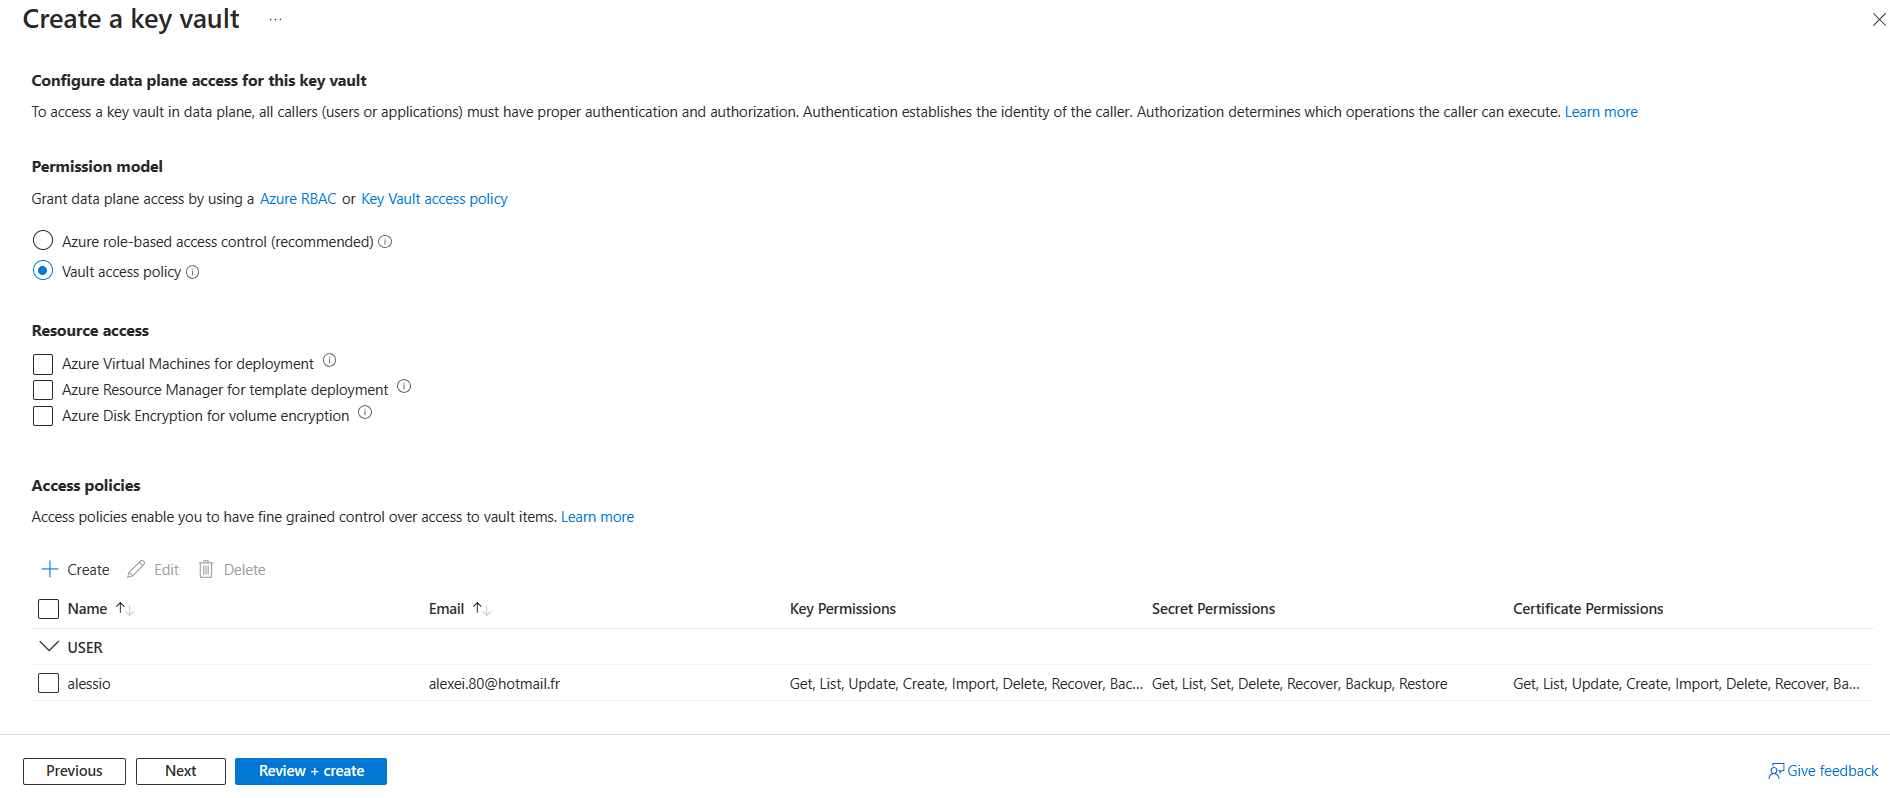 Create a key vault ...
Configure data plane access for this key vault
To access a key vault in data plane, all callers (users or applications) must have proper authentication and authorization. Authentication establishes the identity of the caller. Authorization determines which operations the caller can execute. Learn more
Permission model
Grant data plane access by using a Azure RBAC or Key Vault access policy
Azure role-based access control (recommended)
Vault access policy
Resource access
Azure Virtual Machines for deployment
Azure Resource Manager for template deployment
Azure Disk Encryption for volume encryption
Access policies
Access policies enable you to have fine grained control over access to vault items. Learn more
Create Edit Delete
Name Email Key Permissions Secret Permissions Certificate Permissions
USER
alessio alexei.80@hotmail.fr Get, List, Update, Create, Import, Delete, Recover, Bac... Get, List, Set, Delete, Recover, Backup, Restore Get, List, Update, Create, Import, Delete, Recover, Ba...
Previous Next Review + create Give feedback